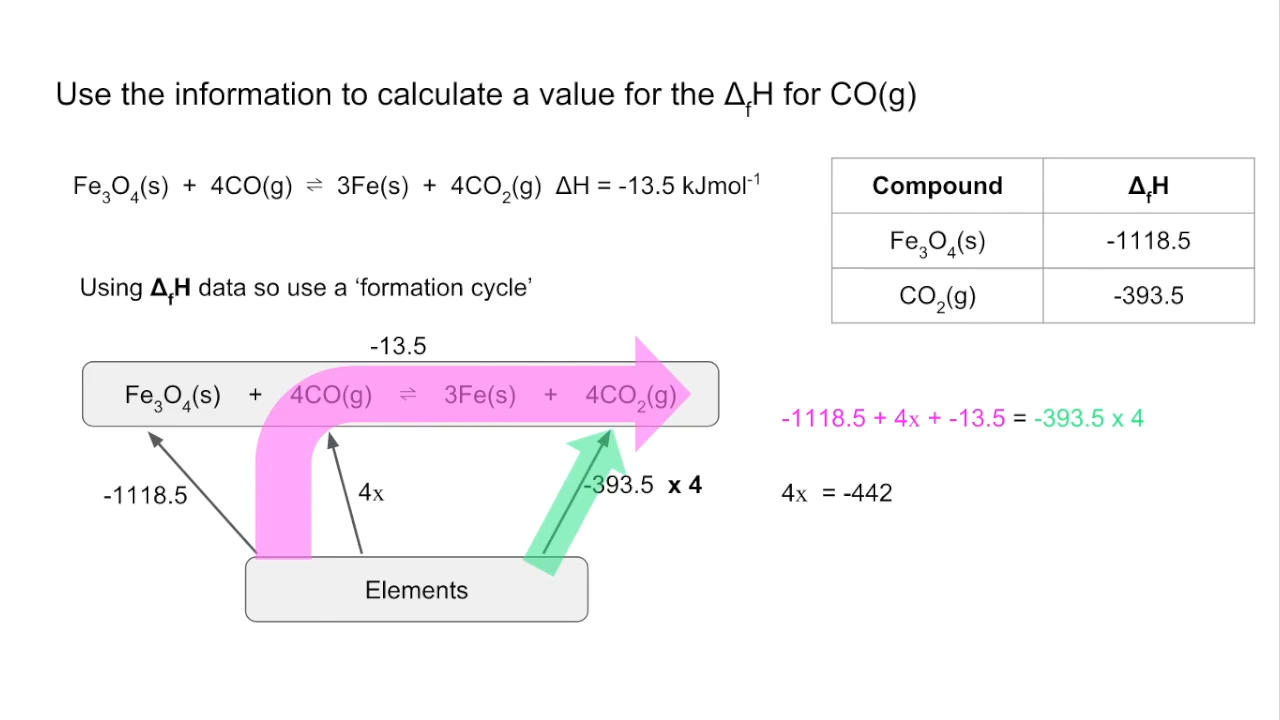 Use the information to calculate a value for the ΔfH for CO(g)
Fe3O4(s) + 4CO(g) ⇌ 3Fe(s) + 4CO2(g) ΔH = -13.5 kJmol-1
Compound ΔfH
Fe3O4(s) -1118.5
CO2(g) -393.5
Using ΔfH data so use a ‘formation cycle’
-13.5
Fe3O4(s) + 4CO(g) ⇌ 3Fe(s) + 4CO2(g)
-1118.5
4x
-393.5 x 4
Elements
-1118.5 + 4x + -13.5 = -393.5 x 4
4x = -442